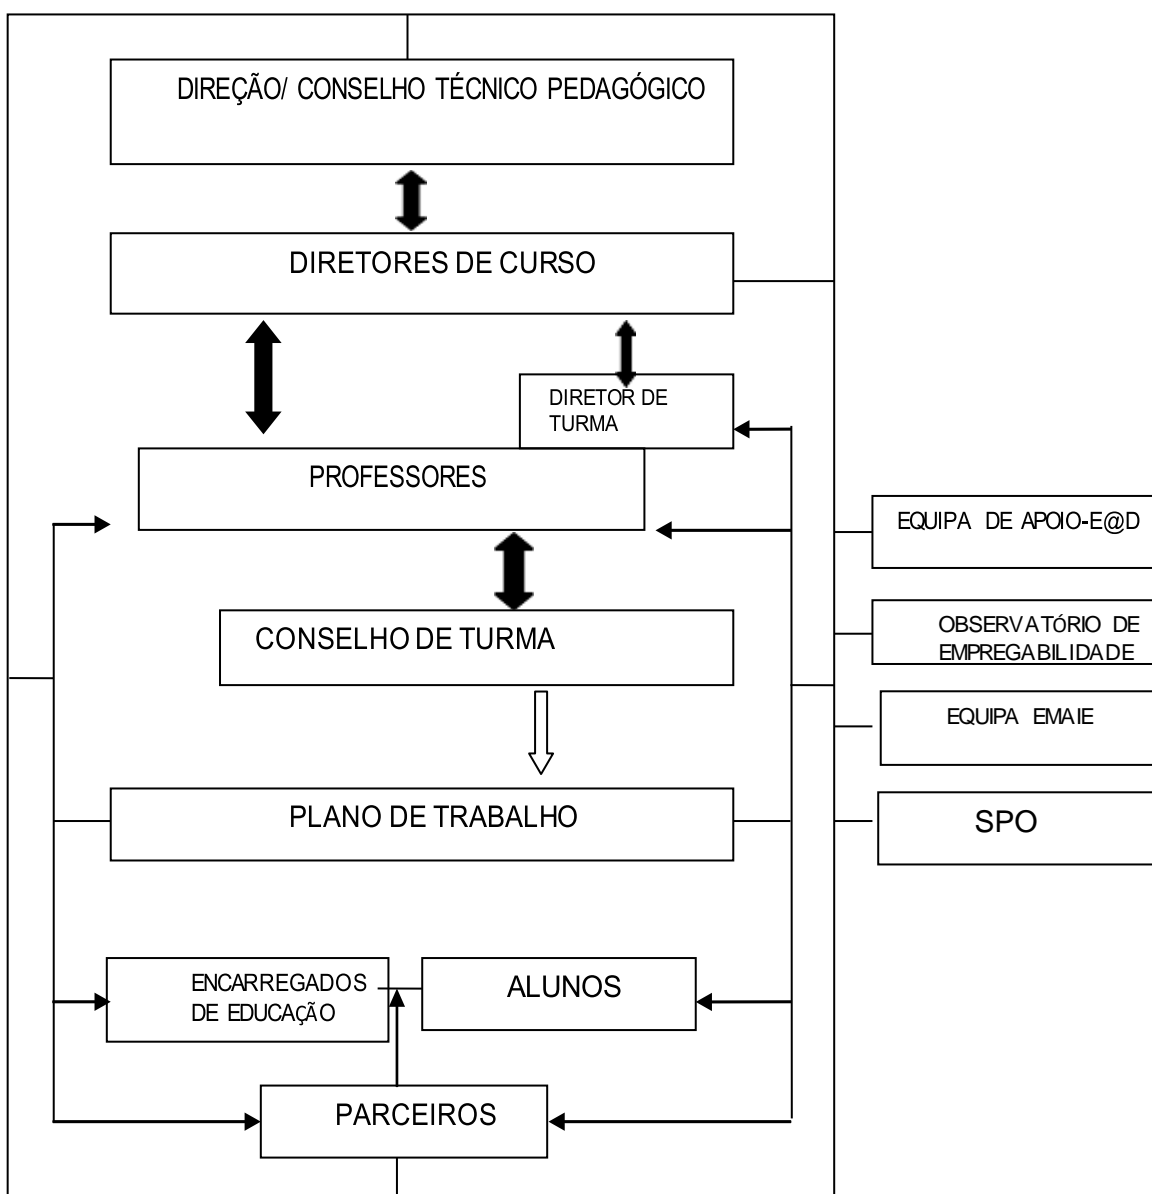 DIREÇÃO/ CONSELHO TÉCNICO PEDAGÓGICO
DIRETORES DE CURSO
DIRETOR DE
TURMA
PROFESSORES
EQUIPA DE APOIO-E@D
OBSERVATÓRIO DE
EMPREGABILIDADE
CONSELHO DE TURMA
EQUIPA EMAIE
PLANO DE TRABALHO
SPO
ENCARREGADOS
DE EDUCAÇÃO
ALUNOS
PARCEIROS